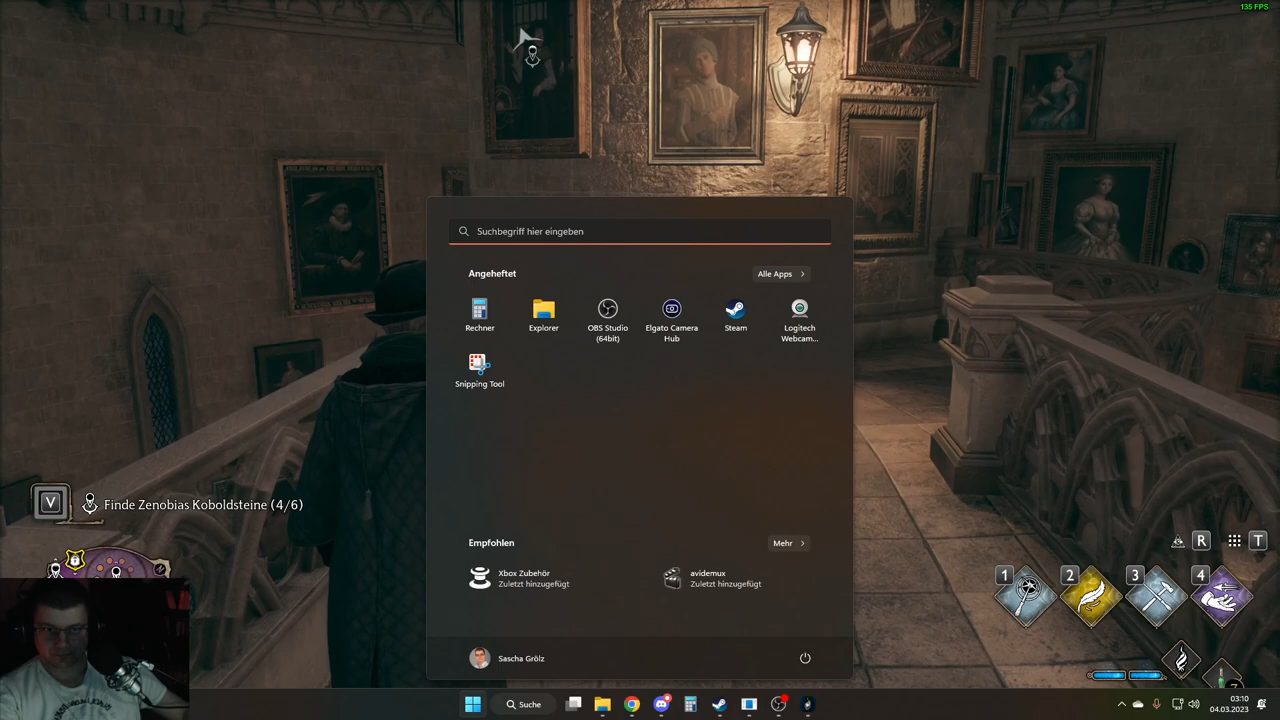 135 FPS
Suchbegriff hier eingeben
Angeheftet
Alle Apps
Rechner
Explorer
OBS Studio (64bit)
Elgato Camera Hub
Steam
Logitech Webcam...
Snipping Tool
V
Finde Zenobias Koboldsteine (4/6)
Empfohlen
Mehr
R
T
Xbox Zubehör
Zuletzt hinzugefügt
avidemux
Zuletzt hinzugefügt
1
2
3
4
Sascha Grölz
Suche
03:10
04.03.2023